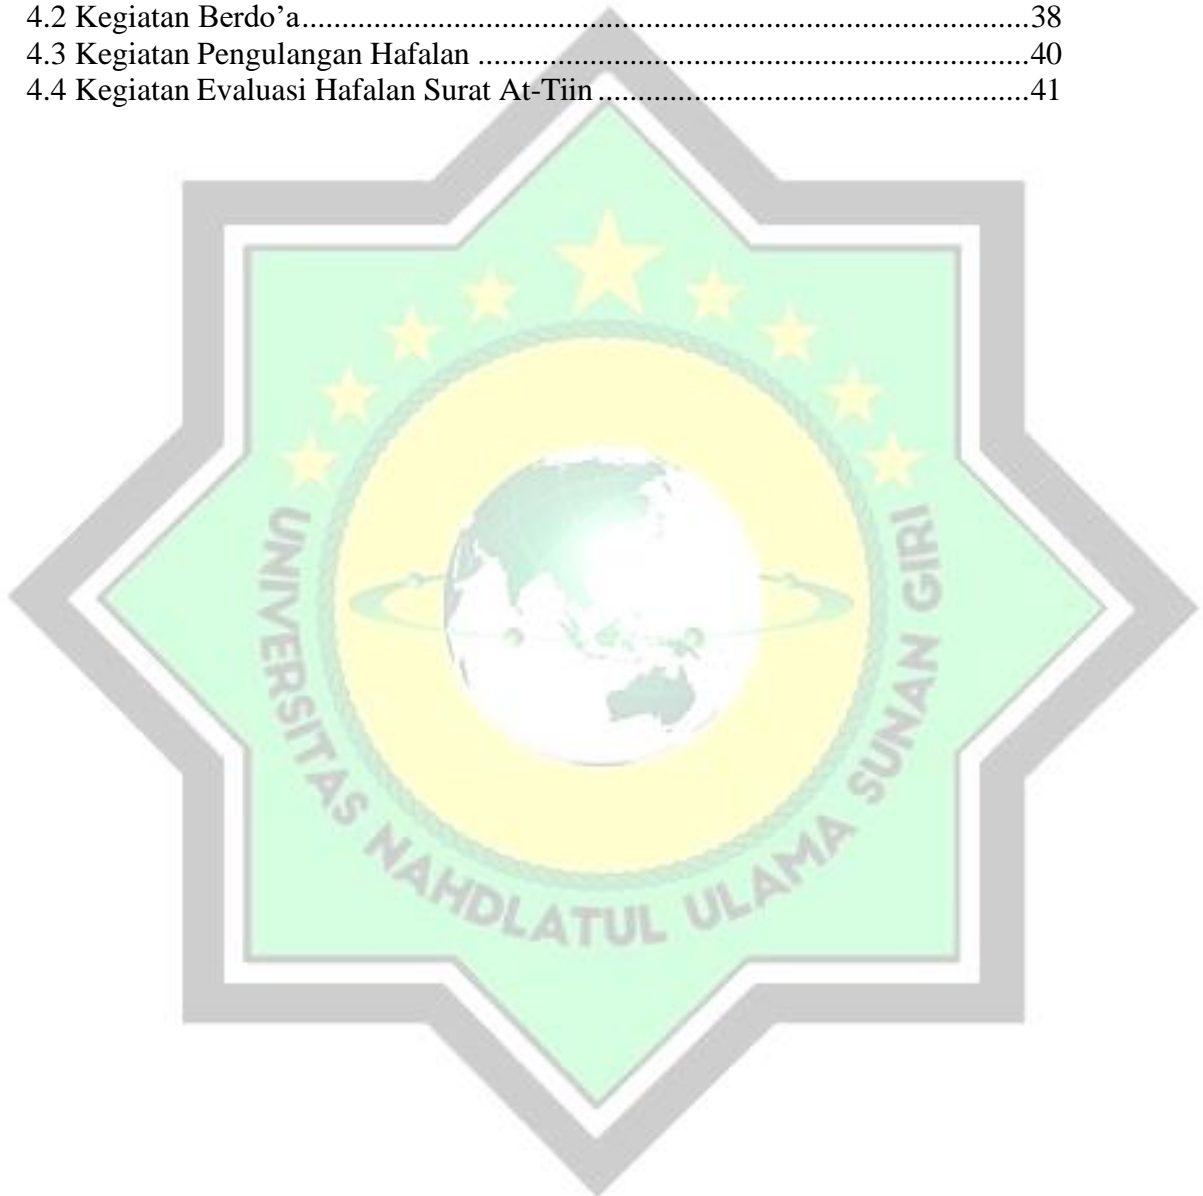 4.2 Kegiatan Berdo’a...........................................................................................38
4.3 Kegiatan Pengulangan Hafalan .....................................................................40
4.4 Kegiatan Evaluasi Hafalan Surat At-Tiin......................................................41
UNIVERSITAS NAHDLATUL ULAMA SUNAN GIRI